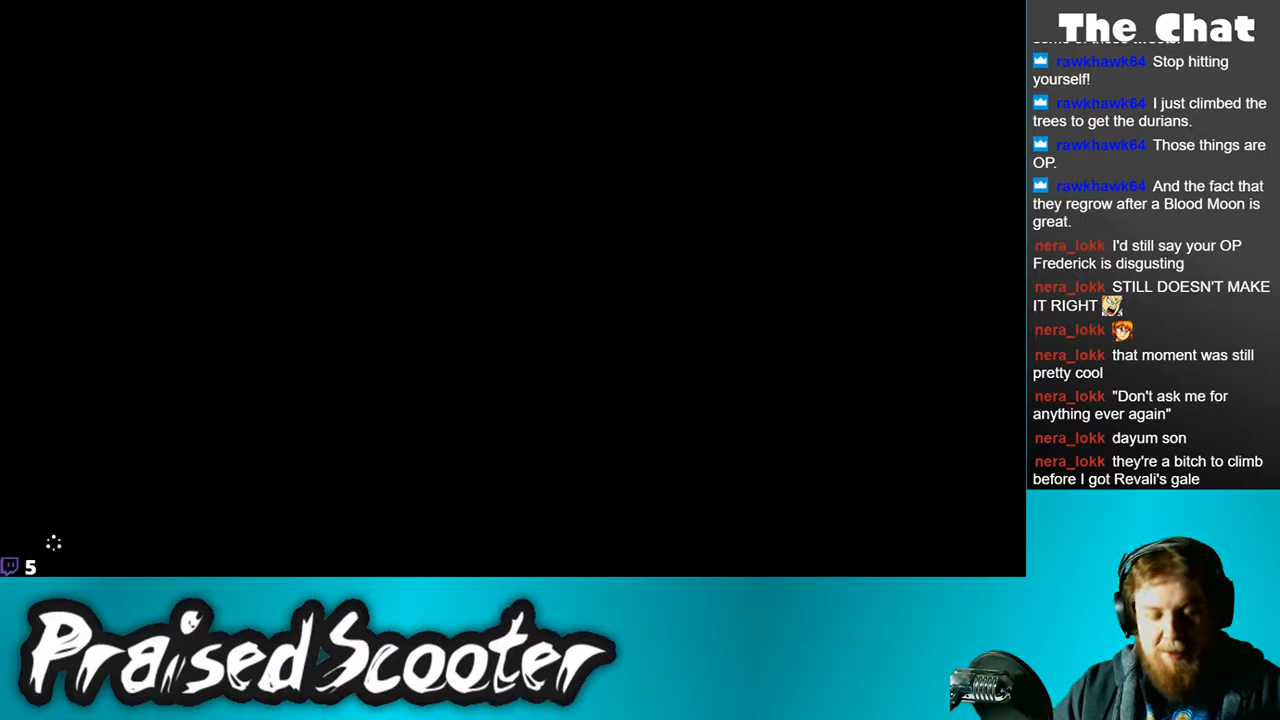 The Chat
rawkhawk64 Stop hitting
yourself!
rawkhawk64 I just climbed the
trees to get the durians.
rawkhawk64 Those things are
OP.
rawkhawk64 And the fact that
they regrow after a Blood Moon is
great.
nera_lokk I'd still say your OP
Frederick is disgusting
nera_lokk STILL DOESN'T MAKE
IT RIGHT
nera_lokk
nera_lokk that moment was still
pretty cool
nera_lokk "Don't ask me for
anything ever again"
nera_lokk dayum son
nera_lokk they're a bitch to climb
before I got Revali's gale
5
PraisedScooter